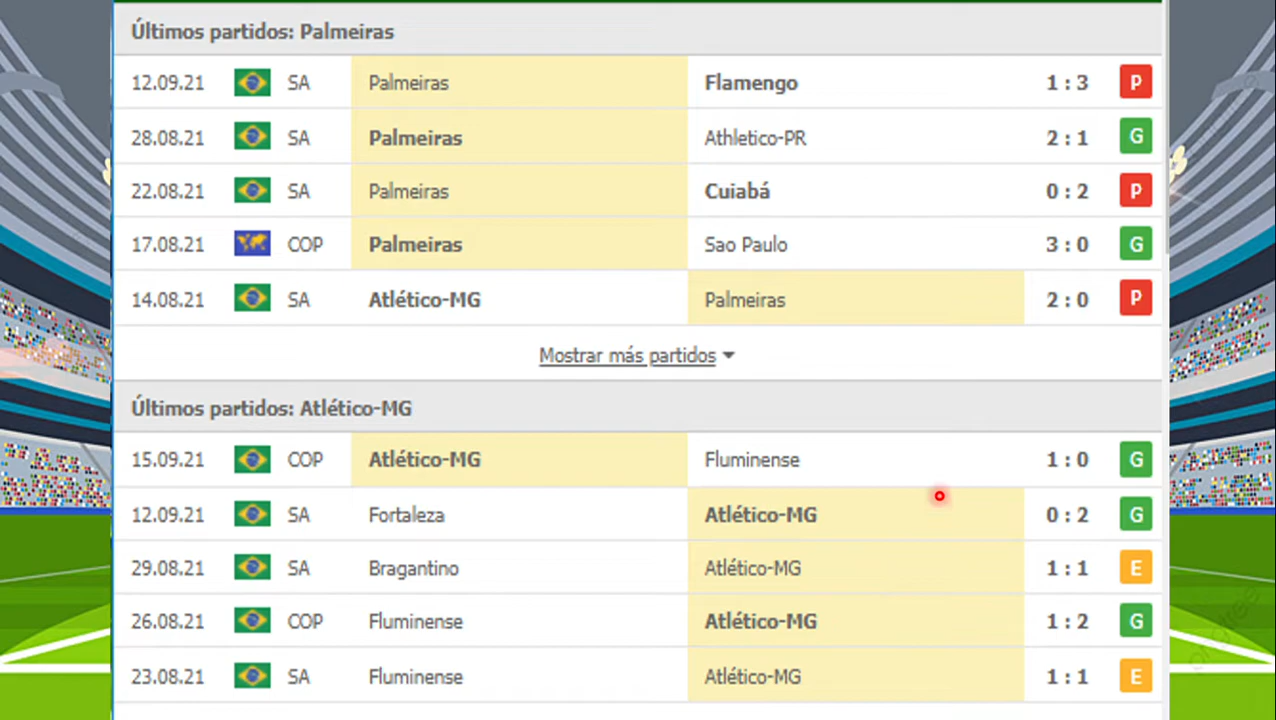 Últimos partidos: Palmeiras
12.09.21 SA Palmeiras Flamengo 1 : 3 P
28.08.21 SA Palmeiras Athletico-PR 2 : 1 G
22.08.21 SA Palmeiras Cuiabá 0 : 2 P
17.08.21 COP Palmeiras Sao Paulo 3 : 0 G
14.08.21 SA Atlético-MG Palmeiras 2 : 0 P
Mostrar más partidos
Últimos partidos: Atlético-MG
15.09.21 COP Atlético-MG Fluminense 1 : 0 G
12.09.21 SA Fortaleza Atlético-MG 0 : 2 G
29.08.21 SA Bragantino Atlético-MG 1 : 1 E
26.08.21 COP Fluminense Atlético-MG 1 : 2 G
23.08.21 SA Fluminense Atlético-MG 1 : 1 E